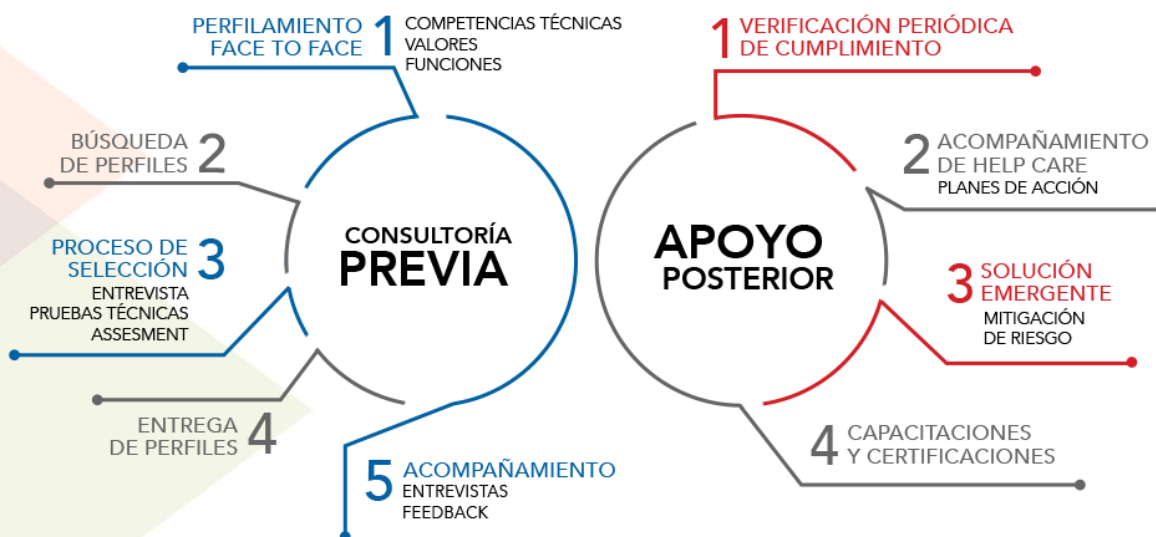 PERFILAMIENTO
FACE TO FACE
1
COMPETENCIAS TÉCNICAS
VALORES
FUNCIONES
BÚSQUEDA
DE PERFILES
2
PROCESO DE
SELECCIÓN
3
ENTREVISTA
PRUEBAS TÉCNICAS
ASSESMENT
ENTREGA
DE PERFILES
4
5
ACOMPAÑAMIENTO
ENTREVISTAS
FEEDBACK
CONSULTORÍA
PREVIA
APOYO
POSTERIOR
1
VERIFICACIÓN PERIÓDICA
DE CUMPLIMIENTO
2
ACOMPAÑAMIENTO
DE HELP CARE
PLANES DE ACCIÓN
3
SOLUCIÓN
EMERGENTE
MITIGACIÓN
DE RIESGO
4
CAPACITACIONES
Y CERTIFICACIONES